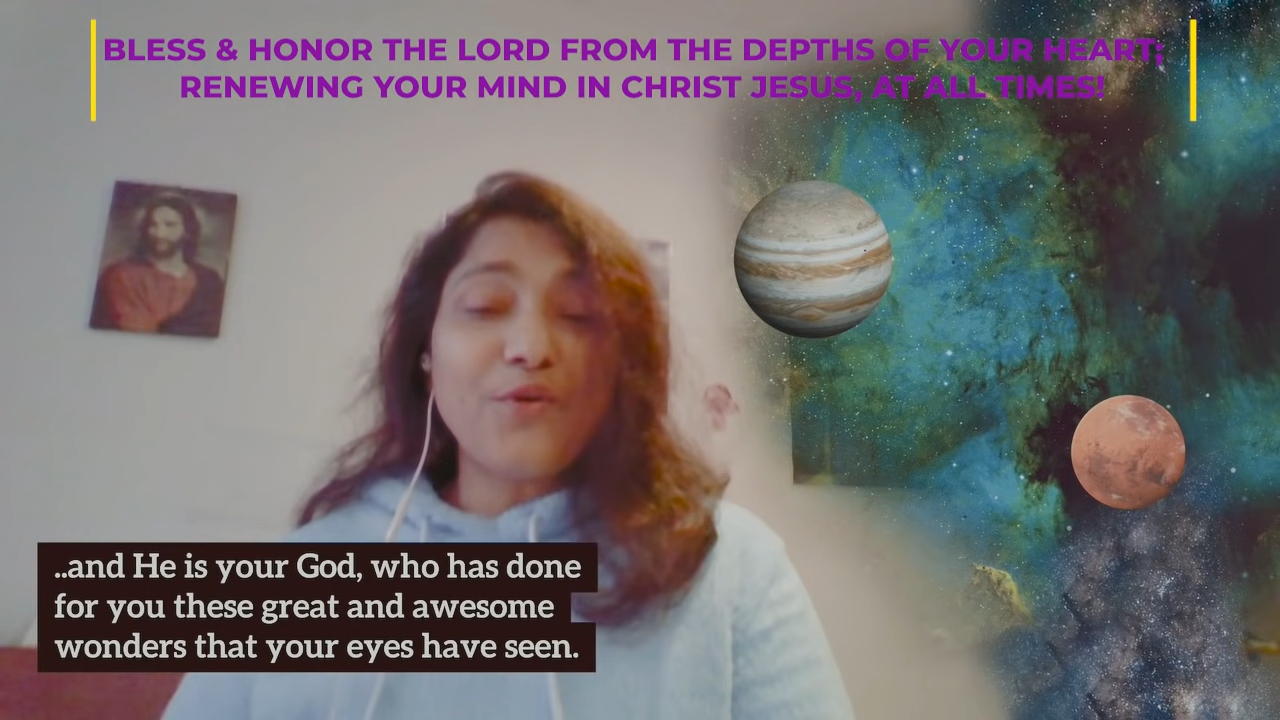 BLESS & HONOR THE LORD FROM THE DEPTHS OF YOUR HEART;
RENEWING YOUR MIND IN CHRIST JESUS, AT ALL TIMES!
..and He is your God, who has done
for you these great and awesome
wonders that your eyes have seen.